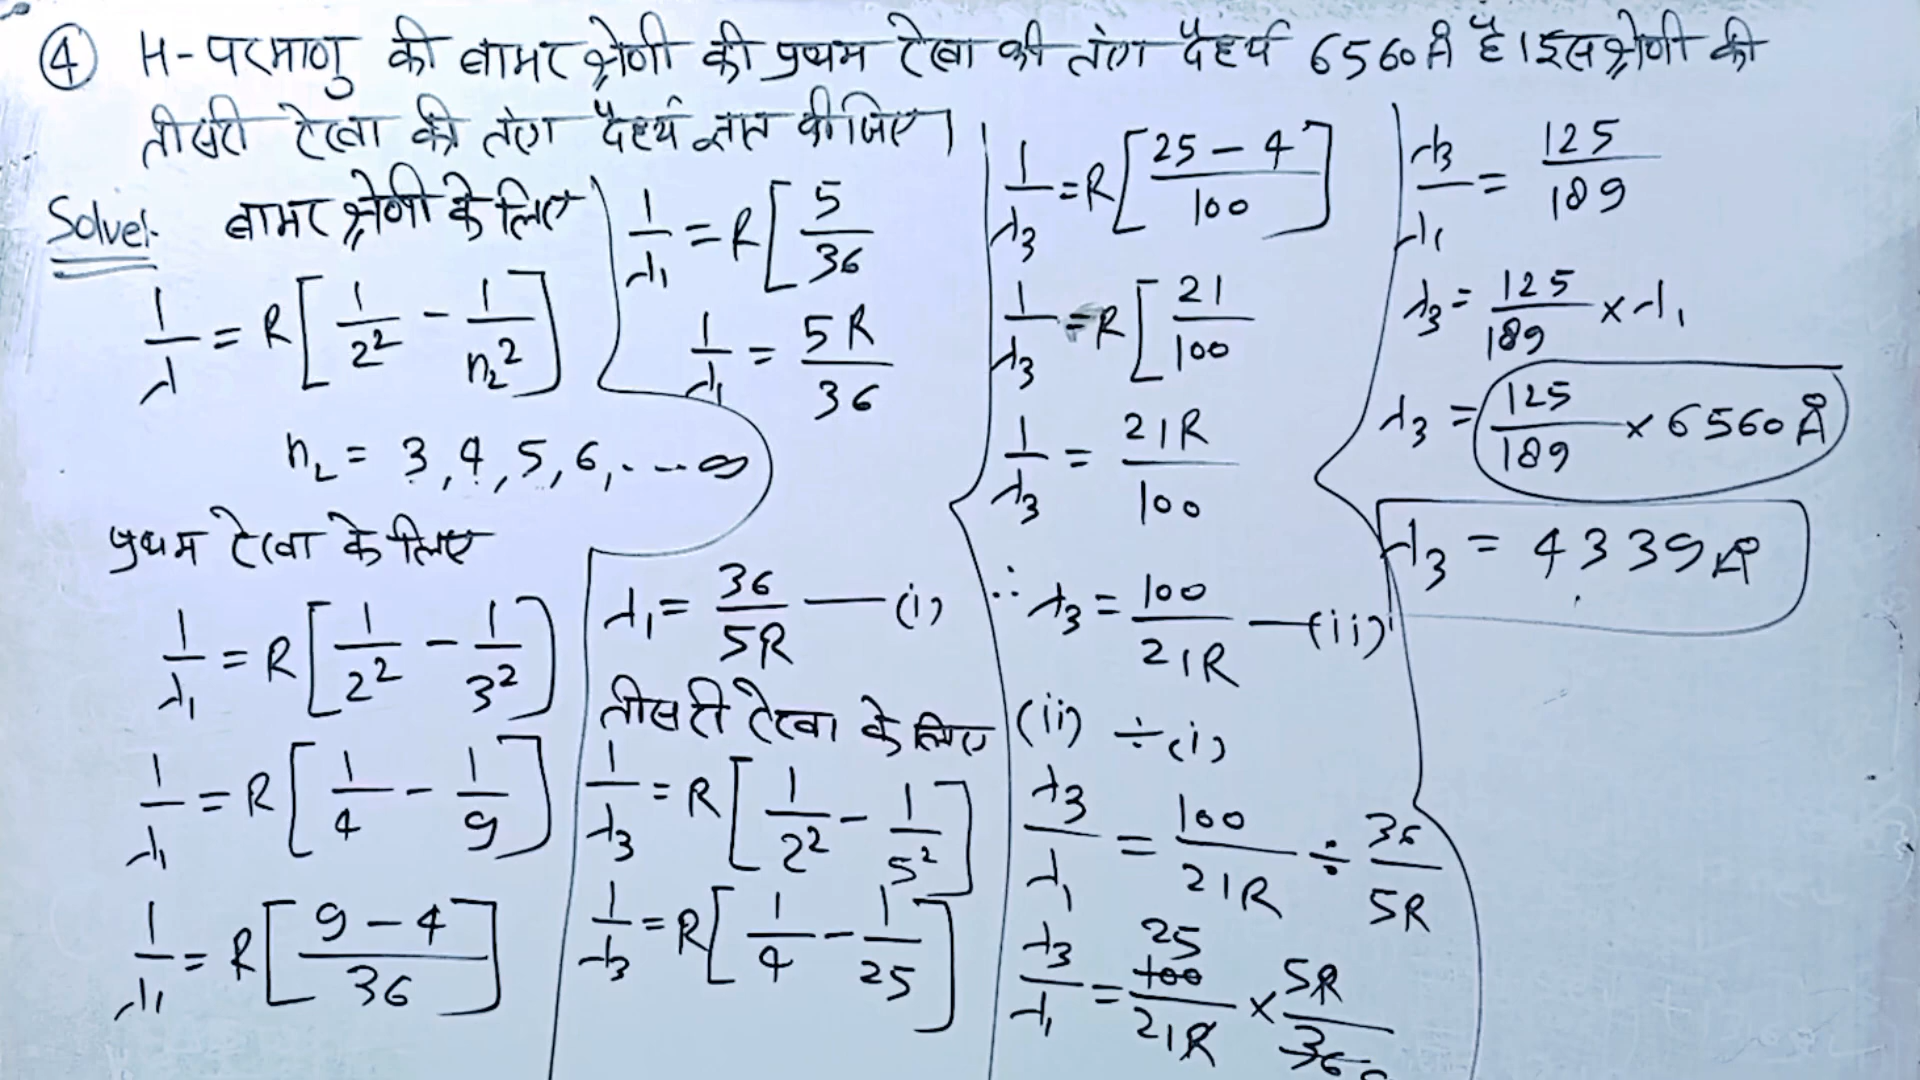 ④ H-परमाणु की बामर श्रेणी की प्रथम रेखा की तंरग दैर्ध्य 6560 Å है। इस श्रेणी की
तीसरी रेखा की तंरग दैर्ध्य ज्ञात कीजिए।
Solve:- बामर श्रेणी के लिए
1/λ = R[1/2² - 1/n₂²]
n₂ = 3, 4, 5, 6, ---- ∞
प्रथम रेखा के लिए
1/λ₁ = R[1/2² - 1/3²]
1/λ₁ = R[1/4 - 1/9]
1/λ₁ = R[9-4/36]
1/λ₁ = R[5/36
1/λ₁ = 5R/36
λ₁ = 36/5R —(i)
तीसरी रेखा के लिए
1/λ₃ = R[1/2² - 1/5²]
1/λ₃ = R[1/4 - 1/25]
1/λ₃ = R[25-4/100]
1/λ₃ = R[21/100
1/λ₃ = 21R/100
∴ λ₃ = 100/21R —(ii)
(ii) ÷ (i)
λ₃/λ₁ = 100/21R ÷ 36/5R
25
λ₃/λ₁ = 100/21R × 5R/36
9
λ₃/λ₁ = 125/189
λ₃ = 125/189 × λ₁
λ₃ = 125/189 × 6560 Å
λ₃ = 4339 Å